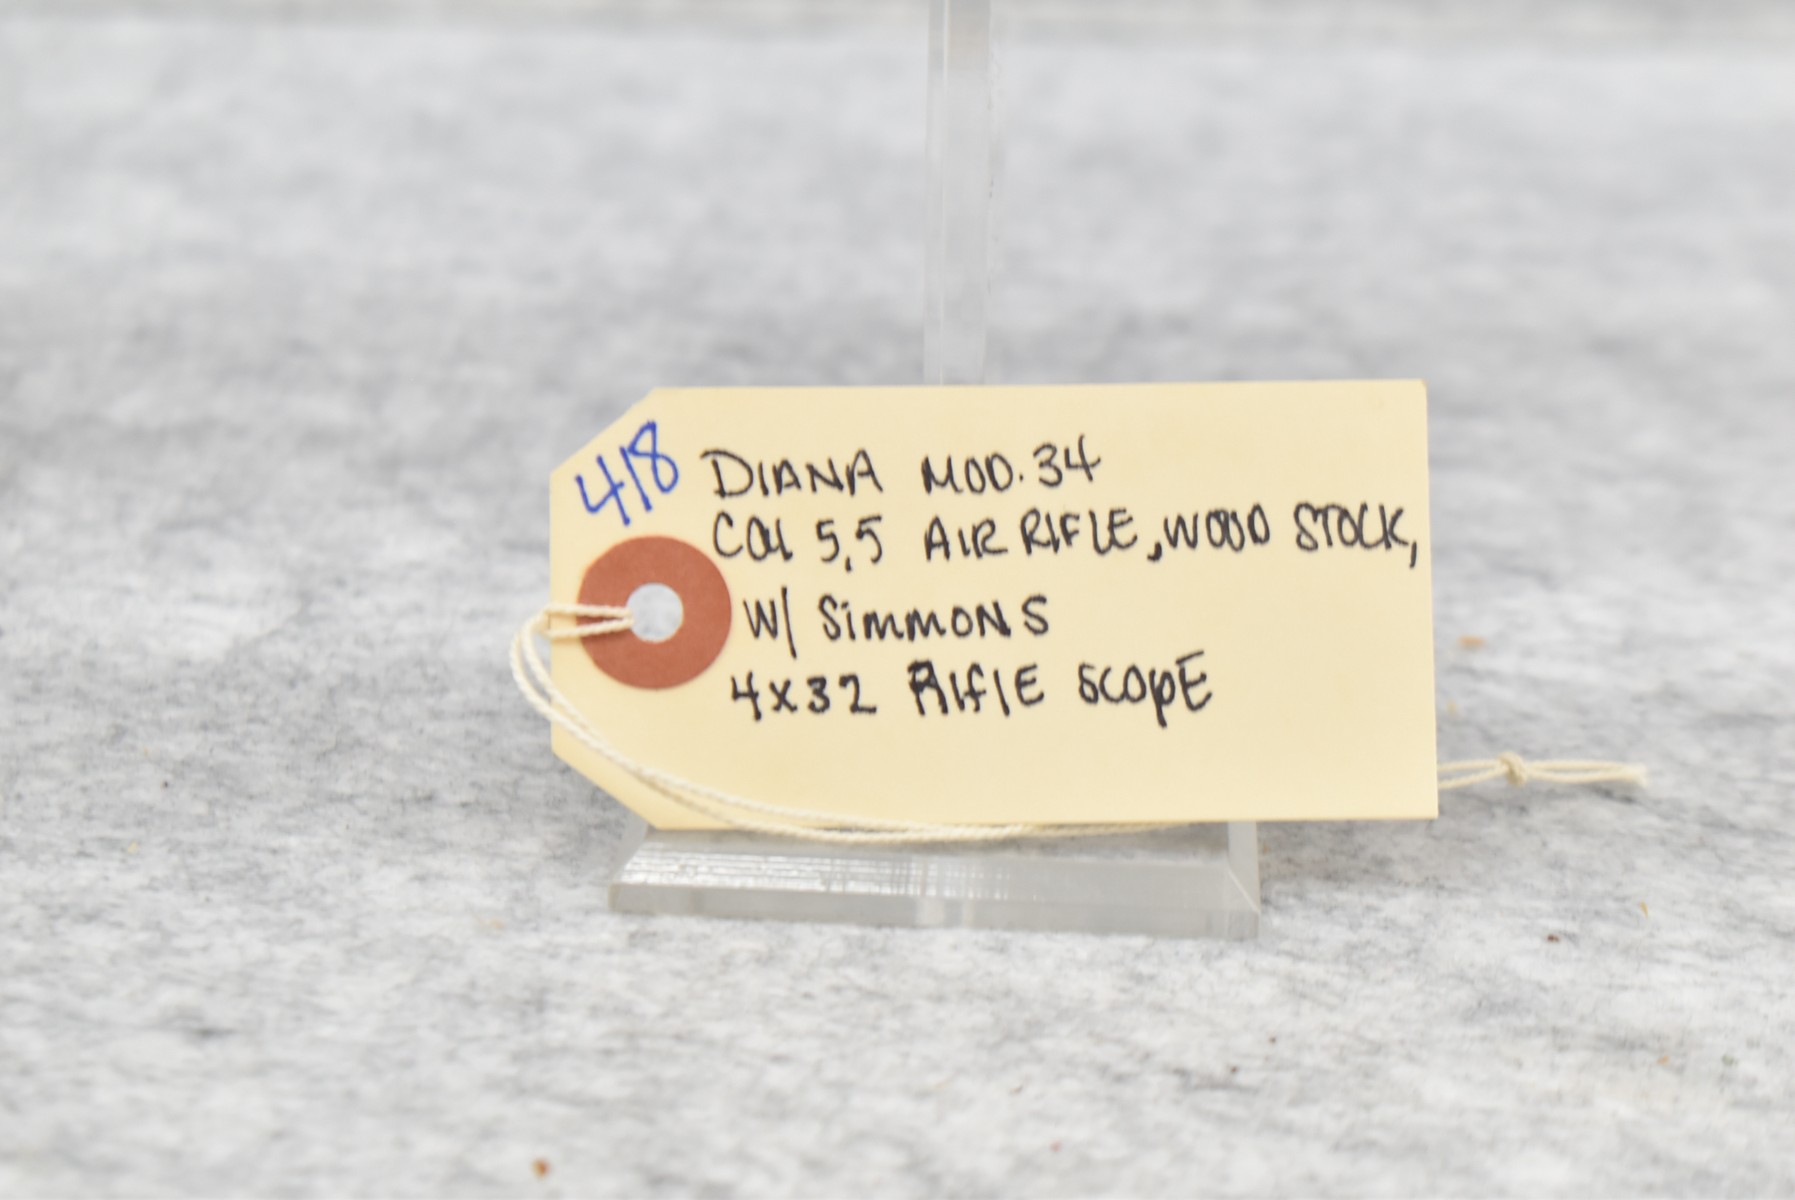 418
DIANA MOD. 34
CAl 5.5 AIR RIFLE, WOOD STOCK,
W/ SimmONS
4x32 RIflE SCOpE